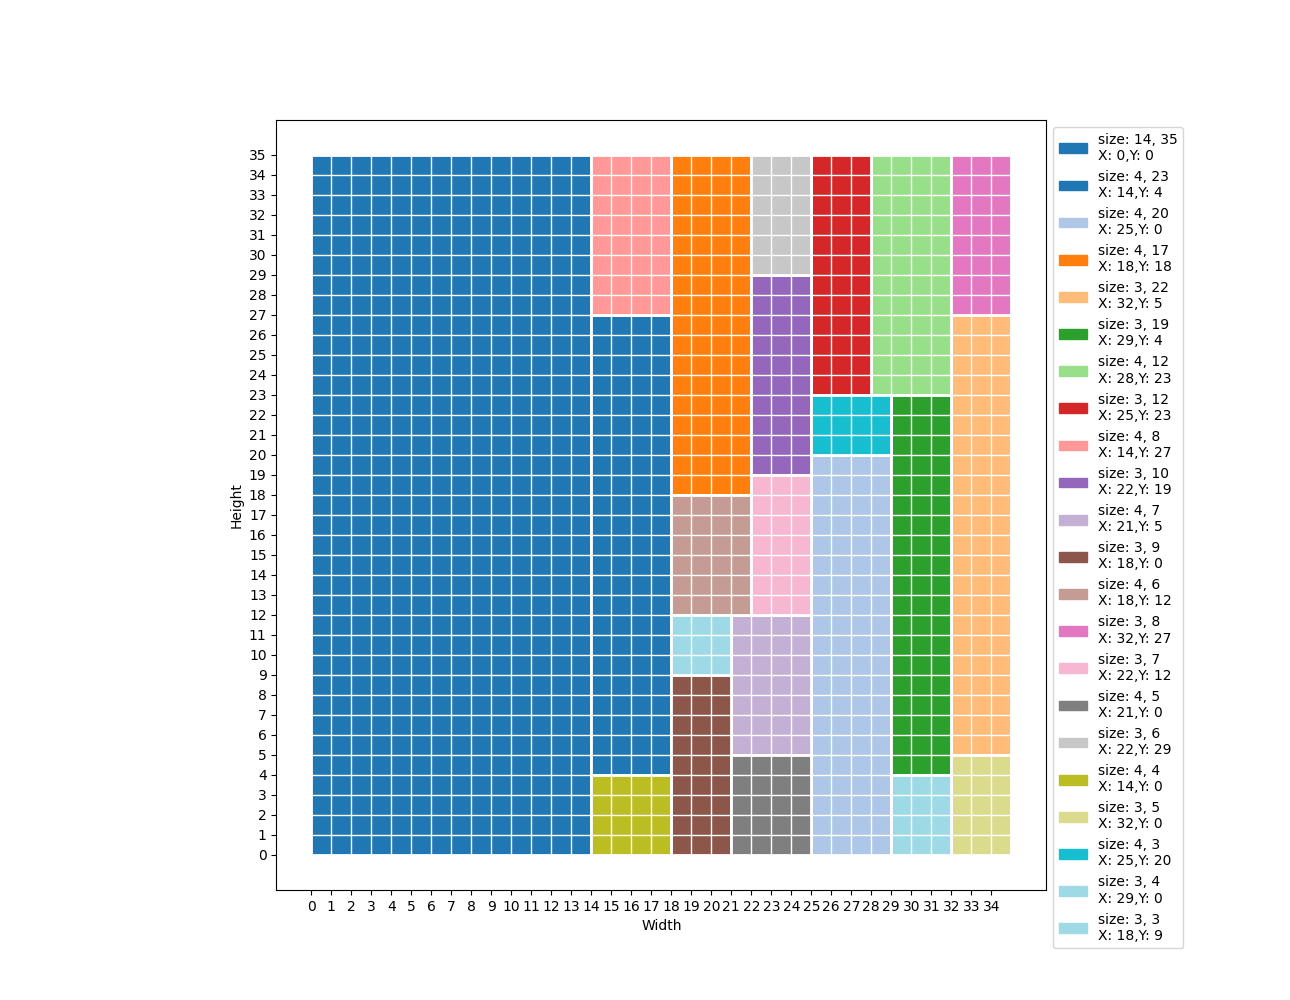 35
34
33
32
31
30
29
28
27
26
25
24
23
22
21
20
19
18
17
16
15
14
13
12
11
10
9
8
7
6
5
4
3
2
1
0
Height
0 1 2 3 4 5 6 7 8 9 10 11 12 13 14 15 16 17 18 19 20 21 22 23 24 25 26 27 28 29 30 31 32 33 34
Width
size: 14, 35
X: 0,Y: 0
size: 4, 23
X: 14,Y: 4
size: 4, 20
X: 25,Y: 0
size: 4, 17
X: 18,Y: 18
size: 3, 22
X: 32,Y: 5
size: 3, 19
X: 29,Y: 4
size: 4, 12
X: 28,Y: 23
size: 3, 12
X: 25,Y: 23
size: 4, 8
X: 14,Y: 27
size: 3, 10
X: 22,Y: 19
size: 4, 7
X: 21,Y: 5
size: 3, 9
X: 18,Y: 0
size: 4, 6
X: 18,Y: 12
size: 3, 8
X: 32,Y: 27
size: 3, 7
X: 22,Y: 12
size: 4, 5
X: 21,Y: 0
size: 3, 6
X: 22,Y: 29
size: 4, 4
X: 14,Y: 0
size: 3, 5
X: 32,Y: 0
size: 4, 3
X: 25,Y: 20
size: 3, 4
X: 29,Y: 0
size: 3, 3
X: 18,Y: 9